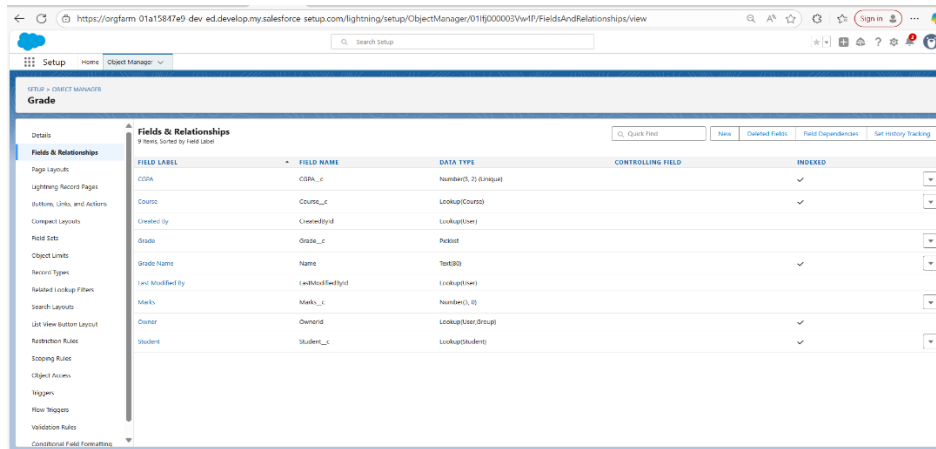 https://orgfarm 01a15847e9 dev ed.develop.my.salesforce setup.com/lightning/setup/ObjectManager/01Ifj000003Vw4P/FieldsAndRelationships/view
Sign in
Search Setup
Setup Home Object Manager
SETUP > OBJECT MANAGER
Grade
Details
Fields & Relationships
Page Layouts
Lightning Record Pages
Buttons, Links, and Actions
Compact Layouts
Field Sets
Object Limits
Record Types
Related Lookup Filters
Search Layouts
List View Button Layout
Restriction Rules
Scoping Rules
Object Access
Triggers
Flow Triggers
Validation Rules
Conditional Field Formatting
Fields & Relationships
9 Items, Sorted by Field Label
Quick Find New Deleted Fields Field Dependencies Set History Tracking
FIELD LABEL FIELD NAME DATA TYPE CONTROLLING FIELD INDEXED
CGPA CGPA__c Number(5, 2) (Unique)
Course Course__c Lookup(Course)
Created By CreatedById Lookup(User)
Grade Grade__c Picklist
Grade Name Name Text(80)
Last Modified By LastModifiedById Lookup(User)
Marks Marks__c Number(3, 0)
Owner OwnerId Lookup(User,Group)
Student Student__c Lookup(Student)